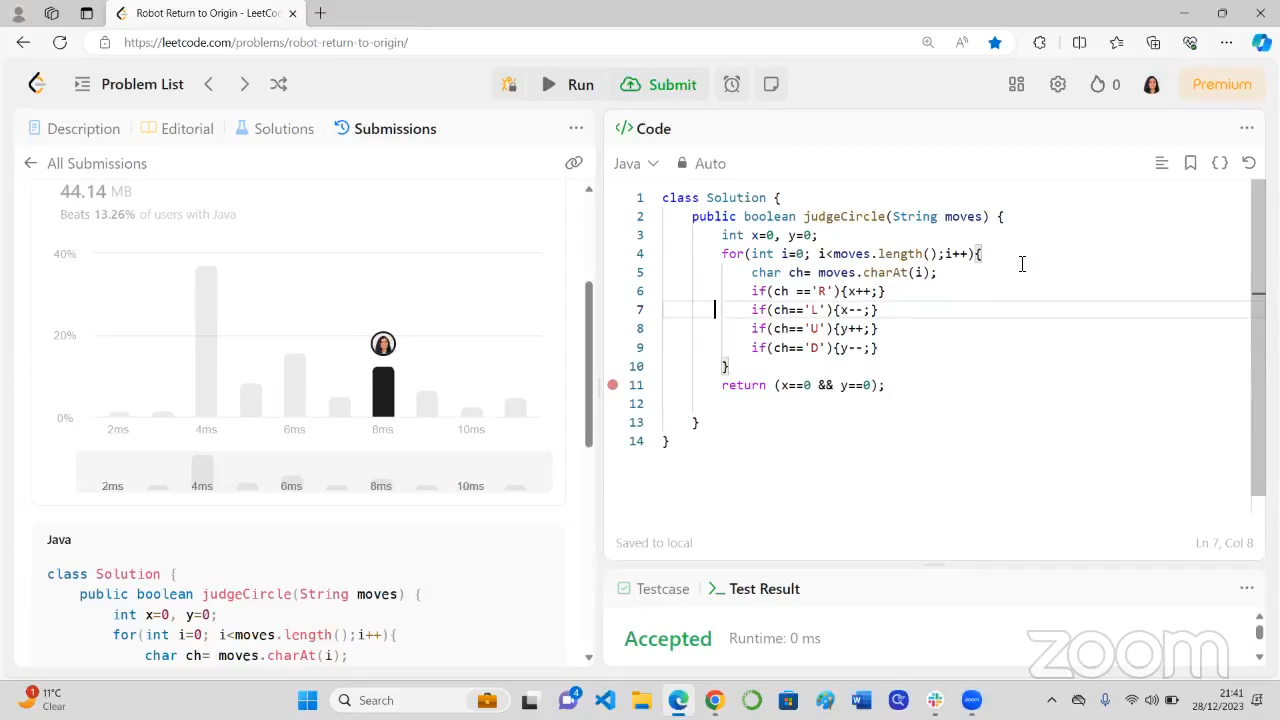 Robot Return to Origin - LeetCo
https://leetcode.com/problems/robot-return-to-origin/
Problem List
Run
Submit
0
Premium
Description
Editorial
Solutions
Submissions
All Submissions
44.14 MB
Beats 13.26% of users with Java
40%
20%
0%
2ms 4ms 6ms 8ms 10ms
2ms 4ms 6ms 8ms 10ms
Java
class Solution {
public boolean judgeCircle(String moves) {
int x=0, y=0;
for(int i=0; i<moves.length();i++){
char ch= moves.charAt(i);
</> Code
Java
Auto
1 class Solution {
2 public boolean judgeCircle(String moves) {
3 int x=0, y=0;
4 for(int i=0; i<moves.length();i++){
5 char ch= moves.charAt(i);
6 if(ch =='R'){x++;}
7 if(ch=='L'){x--;}
8 if(ch=='U'){y++;}
9 if(ch=='D'){y--;}
10 }
11 return (x==0 && y==0);
12
13 }
14 }
Saved to local
Ln 7, Col 8
Testcase
Test Result
Accepted
Runtime: 0 ms
zoom
1
11°C
Clear
Search
4
zoom
21:41
28/12/2023